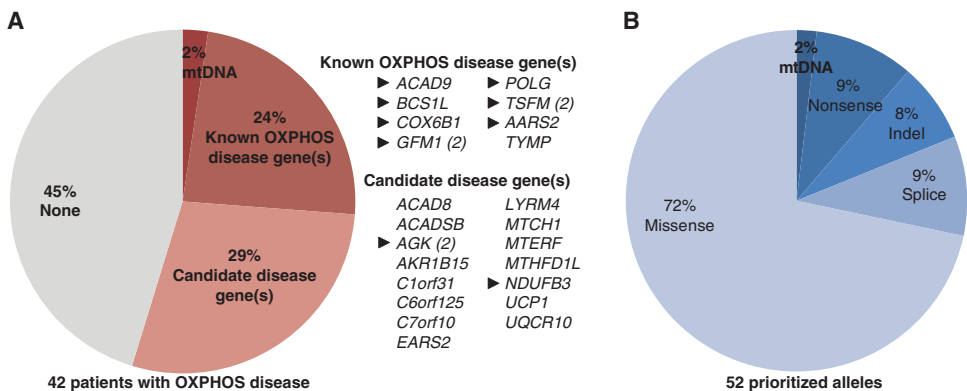 A
2%
mtDNA
24%
Known OXPHOS
disease gene(s)
45%
None
29%
Candidate disease
gene(s)
42 patients with OXPHOS disease
Known OXPHOS disease gene(s)
► ACAD9 ► POLG
► BCS1L ► TSFM (2)
► COX6B1 ► AARS2
► GFM1 (2) TYMP
Candidate disease gene(s)
ACAD8 LYRM4
ACADSB MTCH1
► AGK (2) MTERF
AKR1B15 MTHFD1L
C1orf31 ► NDUFB3
C6orf125 UCP1
C7orf10 UQCR10
EARS2
B
2%
mtDNA
9%
Nonsense
8%
Indel
9%
Splice
72%
Missense
52 prioritized alleles